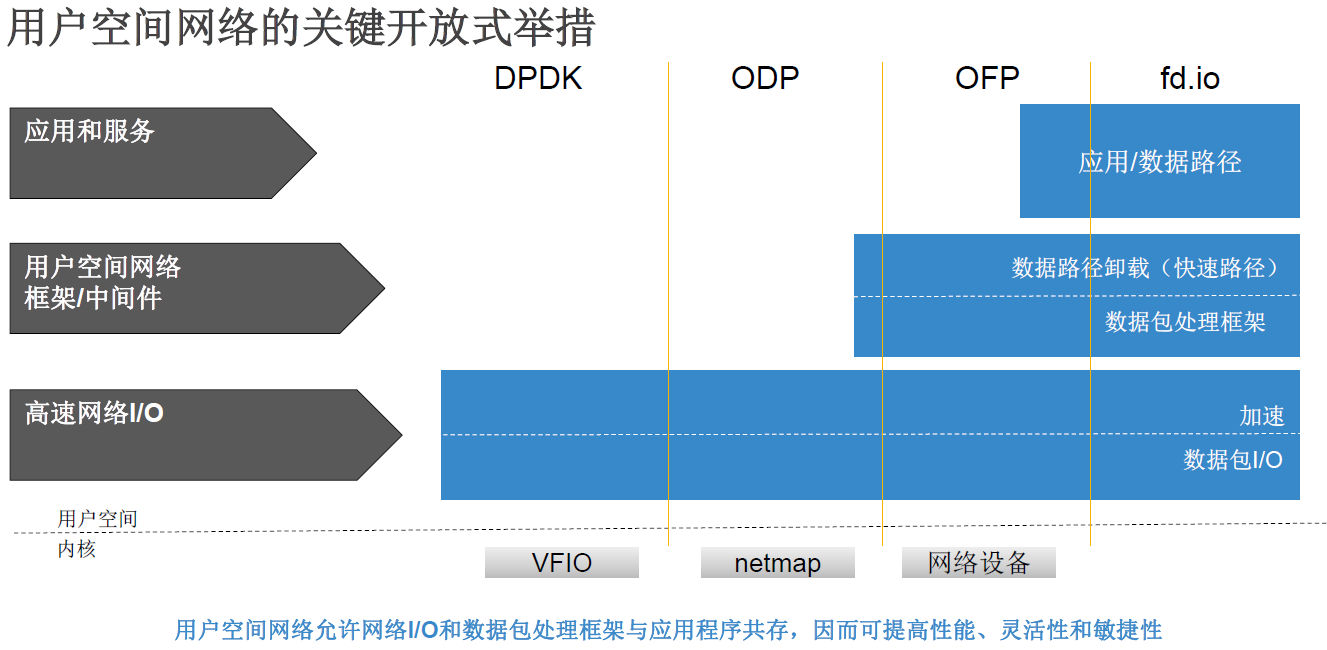 用户空间网络的关键开放式举措
DPDK
ODP
OFP
fd.io
应用和服务
应用/数据路径
用户空间网络
框架/中间件
数据路径卸载（快速路径）
数据包处理框架
高速网络I/O
加速
数据包I/O
用户空间
内核
VFIO
netmap
网络设备
用户空间网络允许网络I/O和数据包处理框架与应用程序共存，因而可提高性能、灵活性和敏捷性